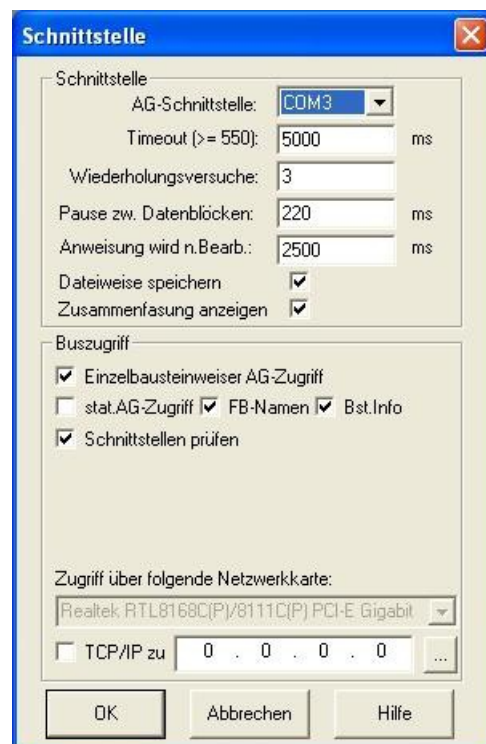 Schnittstelle
Schnittstelle
AG-Schnittstelle: COM3
Timeout (>= 550): 5000 ms
Wiederholungsversuche: 3
Pause zw. Datenblöcken: 220 ms
Anweisung wird n.Bearb.: 2500 ms
Dateiweise speichern
Zusammenfasung anzeigen
Buszugriff
Einzelbausteinweiser AG-Zugriff
stat.AG-Zugriff FB-Namen Bst.Info
Schnittstellen prüfen
Zugriff über folgende Netzwerkkarte:
Realtek RTL8168C(P)/8111C(P) PCI-E Gigabit
TCP/IP zu 0 . 0 . 0 . 0 ...
OK Abbrechen Hilfe